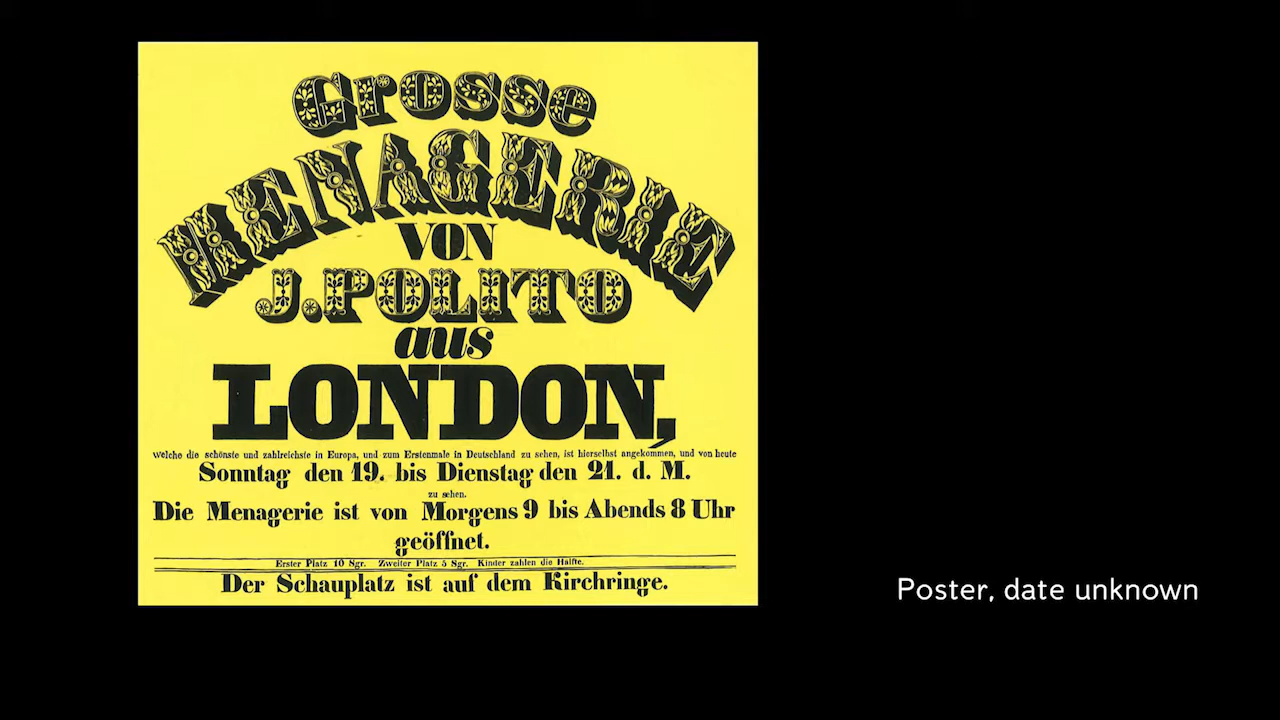 Grosse
MENAGERIE
VON
J. POLITO
aus
LONDON,
Welche die schönste und zahlreichste in Europa, und zum Erstenmale in Deutschland zu sehen, ist hierselbst angekommen, und von heute
Sonntag den 19. bis Dienstag den 21. d. M.
zu sehen.
Die Menagerie ist von Morgens 9 bis Abends 8 Uhr
geöffnet.
Erster Platz 10 Sgr. Zweiter Platz 5 Sgr. Kinder zahlen die Hälfte.
Der Schauplatz ist auf dem Kirchringe.
Poster, date unknown